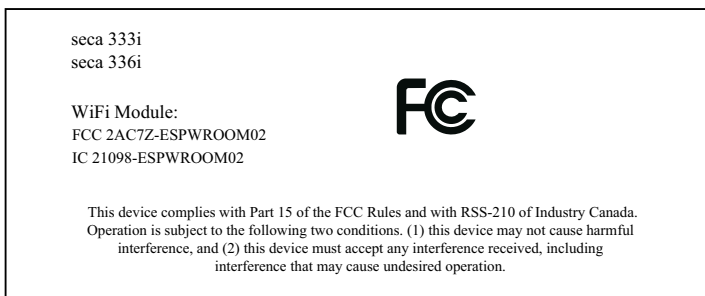 seca 333i
seca 336i
WiFi Module:
FCC 2AC7Z-ESPWROOM02
IC 21098-ESPWROOM02
FC
This device complies with Part 15 of the FCC Rules and with RSS-210 of Industry Canada.
Operation is subject to the following two conditions. (1) this device may not cause harmful
interference, and (2) this device must accept any interference received, including
interference that may cause undesired operation.